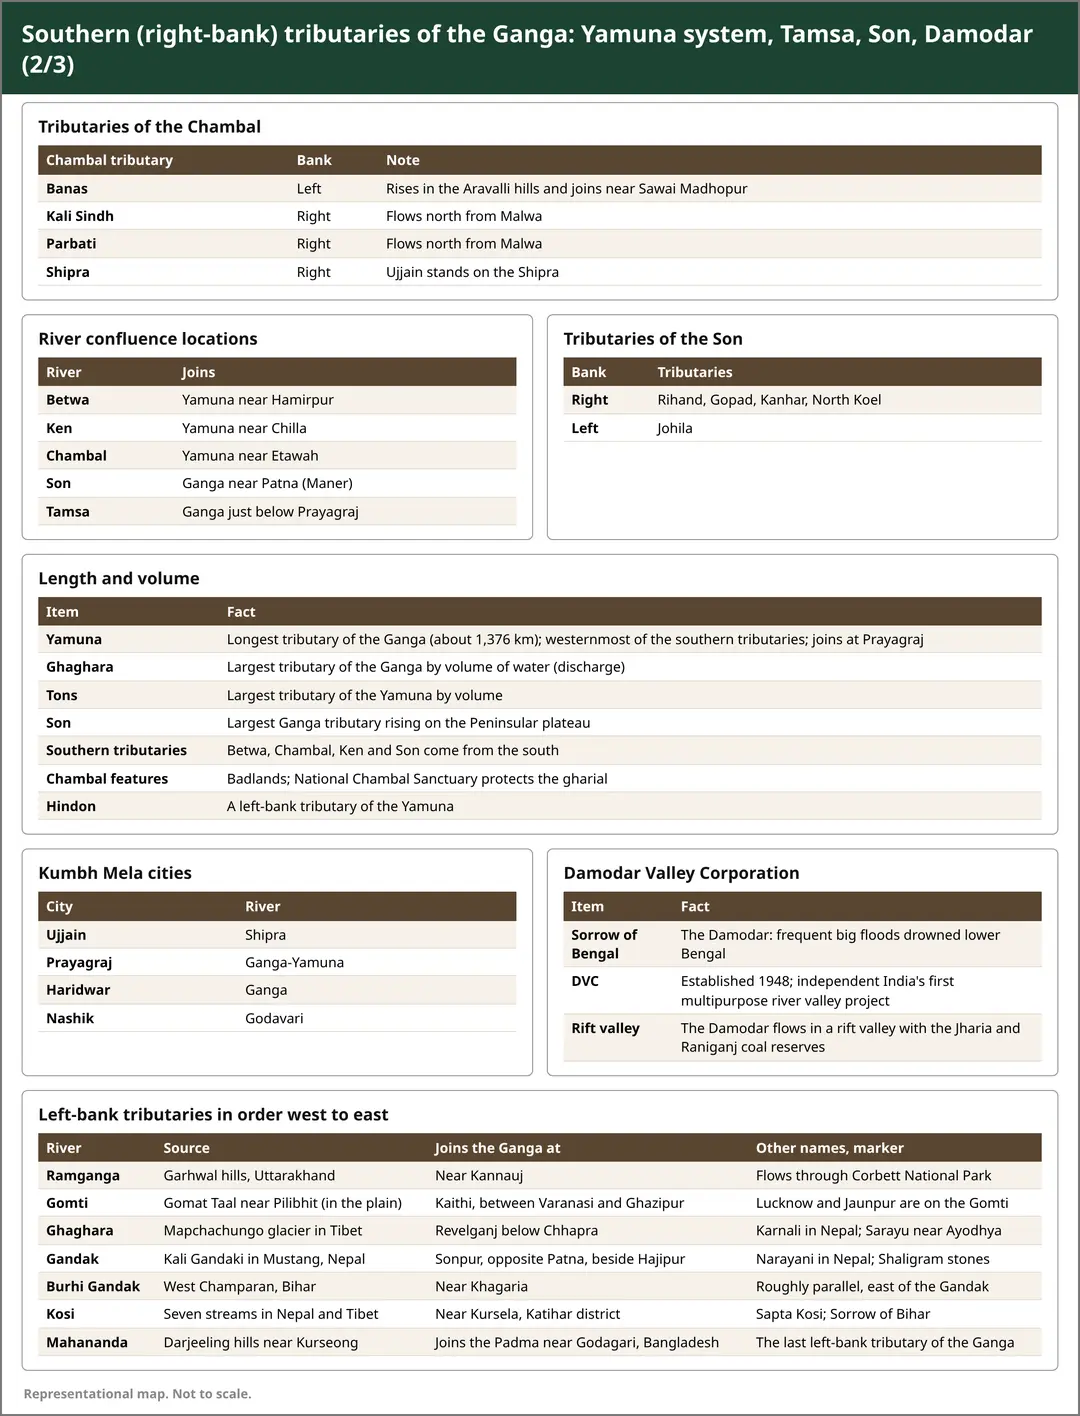 Southern (right-bank) tributaries of the Ganga: Yamuna system, Tamsa, Son, Damodar
(2/3)
Tributaries of the Chambal
Chambal tributary Bank Note
Banas Left Rises in the Aravalli hills and joins near Sawai Madhopur
Kali Sindh Right Flows north from Malwa
Parbati Right Flows north from Malwa
Shipra Right Ujjain stands on the Shipra
River confluence locations
River Joins
Betwa Yamuna near Hamirpur
Ken Yamuna near Chilla
Chambal Yamuna near Etawah
Son Ganga near Patna (Maner)
Tamsa Ganga just below Prayagraj
Tributaries of the Son
Bank Tributaries
Right Rihand, Gopad, Kanhar, North Koel
Left Johila
Length and volume
Item Fact
Yamuna Longest tributary of the Ganga (about 1,376 km); westernmost of the southern tributaries; joins at Prayagraj
Ghaghara Largest tributary of the Ganga by volume of water (discharge)
Tons Largest tributary of the Yamuna by volume
Son Largest Ganga tributary rising on the Peninsular plateau
Southern tributaries Betwa, Chambal, Ken and Son come from the south
Chambal features Badlands; National Chambal Sanctuary protects the gharial
Hindon A left-bank tributary of the Yamuna
Kumbh Mela cities
City River
Ujjain Shipra
Prayagraj Ganga-Yamuna
Haridwar Ganga
Nashik Godavari
Damodar Valley Corporation
Item Fact
Sorrow of The Damodar: frequent big floods drowned lower
Bengal Bengal
DVC Established 1948; independent India's first
multipurpose river valley project
Rift valley The Damodar flows in a rift valley with the Jharia and
Raniganj coal reserves
Left-bank tributaries in order west to east
River Source Joins the Ganga at Other names, marker
Ramganga Garhwal hills, Uttarakhand Near Kannauj Flows through Corbett National Park
Gomti Gomat Taal near Pilibhit (in the plain) Kaithi, between Varanasi and Ghazipur Lucknow and Jaunpur are on the Gomti
Ghaghara Mapchachungo glacier in Tibet Revelganj below Chhapra Karnali in Nepal; Sarayu near Ayodhya
Gandak Kali Gandaki in Mustang, Nepal Sonpur, opposite Patna, beside Hajipur Narayani in Nepal; Shaligram stones
Burhi Gandak West Champaran, Bihar Near Khagaria Roughly parallel, east of the Gandak
Kosi Seven streams in Nepal and Tibet Near Kursela, Katihar district Sapta Kosi; Sorrow of Bihar
Mahananda Darjeeling hills near Kurseong Joins the Padma near Godagari, Bangladesh The last left-bank tributary of the Ganga
Representational map. Not to scale.